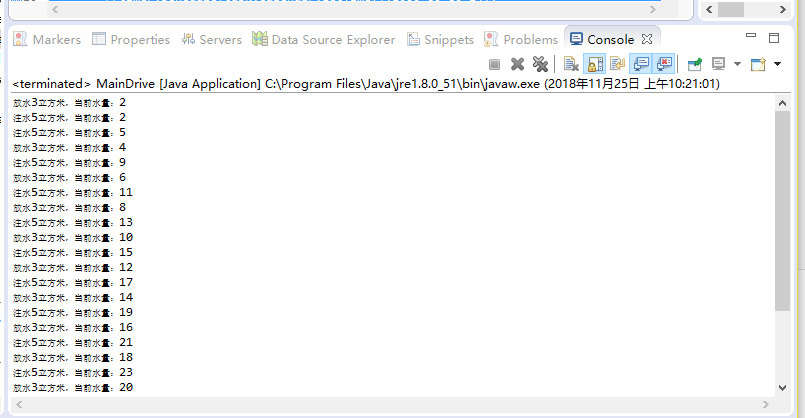 Markers Properties Servers Data Source Explorer Snippets Problems Console
<terminated> MainDrive [Java Application] C:\Program Files\Java\jre1.8.0_51\bin\javaw.exe (2018年11月25日 上午10:21:01)
放水3立方米，当前水量：2
注水5立方米，当前水量：2
注水5立方米，当前水量：5
放水3立方米，当前水量：4
注水5立方米，当前水量：9
放水3立方米，当前水量：6
注水5立方米，当前水量：11
放水3立方米，当前水量：8
注水5立方米，当前水量：13
放水3立方米，当前水量：10
注水5立方米，当前水量：15
放水3立方米，当前水量：12
注水5立方米，当前水量：17
放水3立方米，当前水量：14
注水5立方米，当前水量：19
放水3立方米，当前水量：16
注水5立方米，当前水量：21
放水3立方米，当前水量：18
注水5立方米，当前水量：23
放水3立方米，当前水量：20